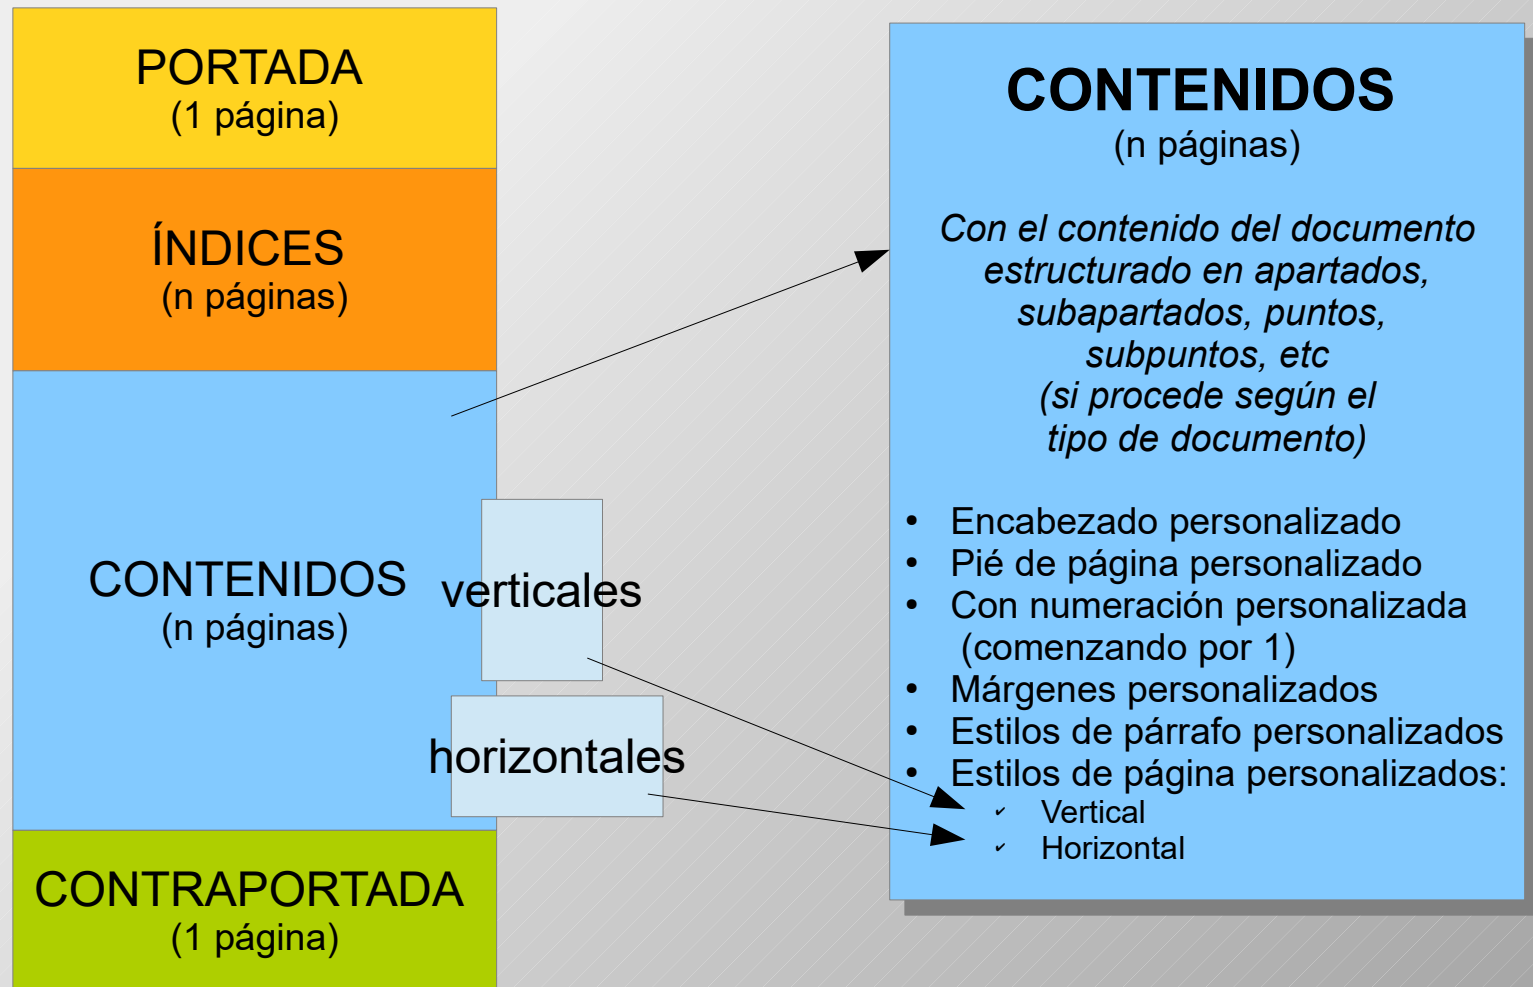 PORTADA
(1 página)
ÍNDICES
(n páginas)
CONTENIDOS
(n páginas)
verticales
horizontales
CONTRAPORTADA
(1 página)
CONTENIDOS
(n páginas)
Con el contenido del documento
estructurado en apartados,
subapartados, puntos,
subpuntos, etc
(si procede según el
tipo de documento)
• Encabezado personalizado
• Pié de página personalizado
• Con numeración personalizada
(comenzando por 1)
• Márgenes personalizados
• Estilos de párrafo personalizados
• Estilos de página personalizados:
✔ Vertical
✔ Horizontal